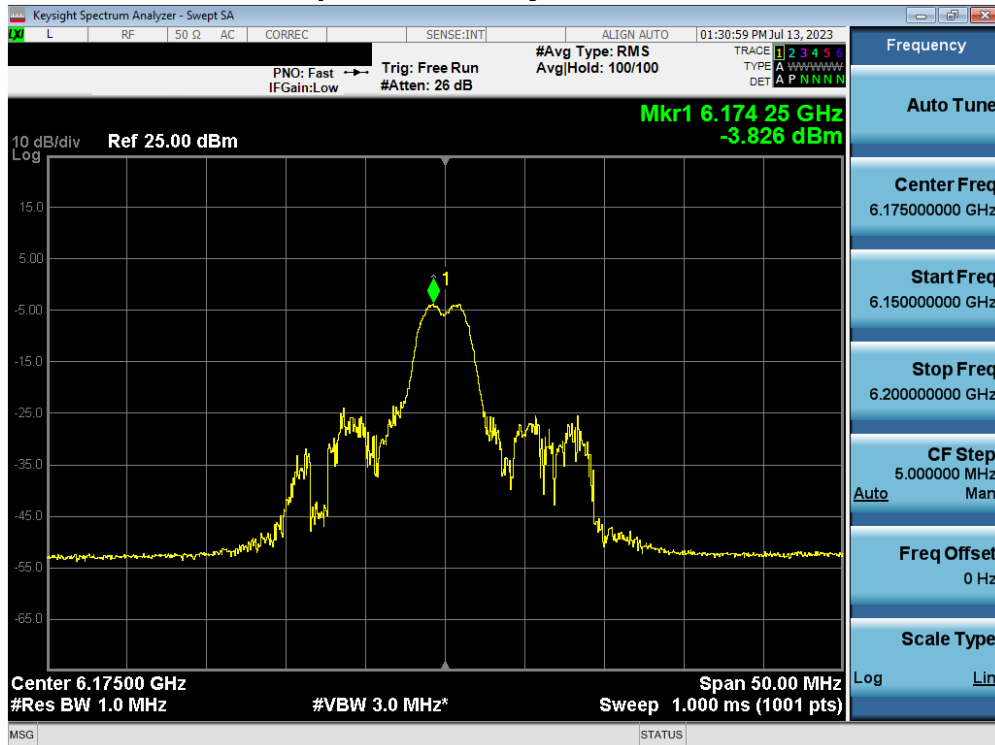 Keysight Spectrum Analyzer - Swept SA
LXI L RF 50 Ω AC CORREC SENSE:INT ALIGN AUTO 01:30:59 PM Jul 13, 2023
PNO: Fast
IFGain:Low
Trig: Free Run
#Atten: 26 dB
#Avg Type: RMS
Avg|Hold: 100/100
TRACE 1 2 3 4 5 6
TYPE A WWWWW
DET A P N N N N
Mkr1 6.174 25 GHz
-3.826 dBm
10 dB/div Ref 25.00 dBm
Log
15.0
5.00
1
-5.00
-15.0
-25.0
-35.0
-45.0
-55.0
-65.0
Center 6.17500 GHz Span 50.00 MHz
#Res BW 1.0 MHz #VBW 3.0 MHz* Sweep 1.000 ms (1001 pts)
MSG STATUS
Frequency
Auto Tune
Center Freq
6.175000000 GHz
Start Freq
6.150000000 GHz
Stop Freq
6.200000000 GHz
CF Step
5.000000 MHz
Auto Man
Freq Offset
0 Hz
Scale Type
Log Lin